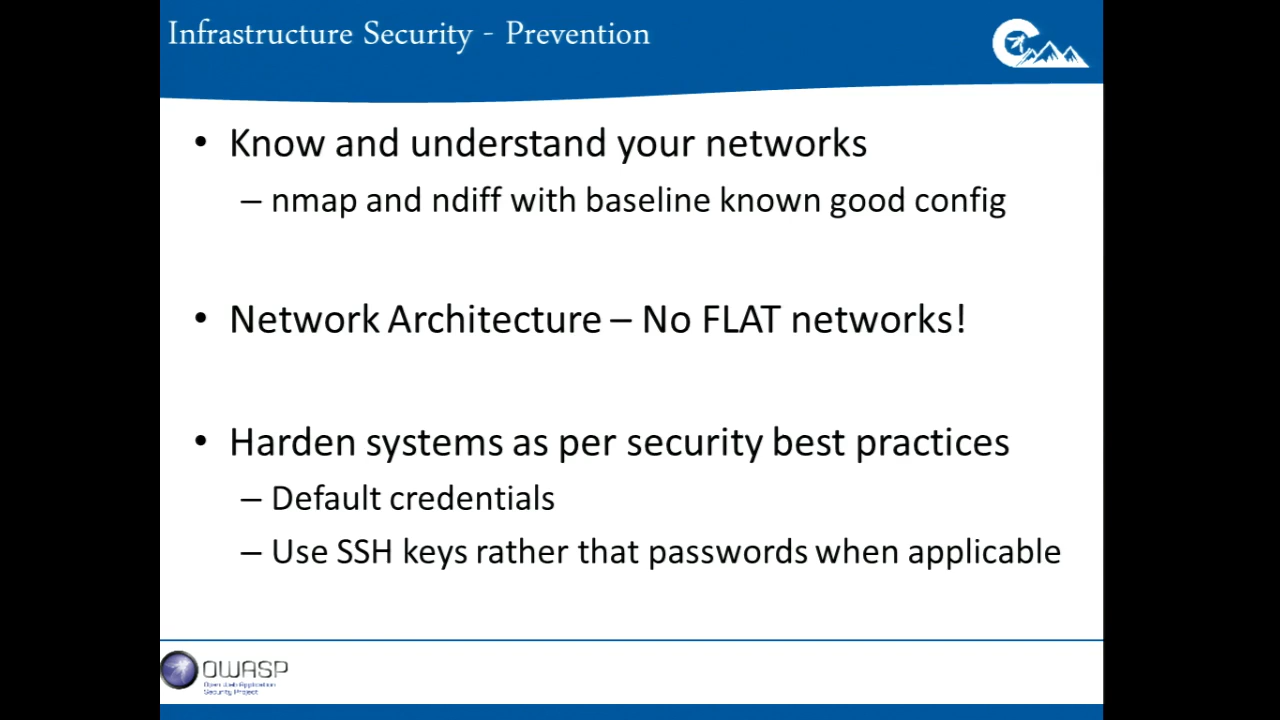 Infrastructure Security - Prevention
• Know and understand your networks
– nmap and ndiff with baseline known good config
• Network Architecture – No FLAT networks!
• Harden systems as per security best practices
– Default credentials
– Use SSH keys rather that passwords when applicable
OWASP
Open Web Application
Security Project